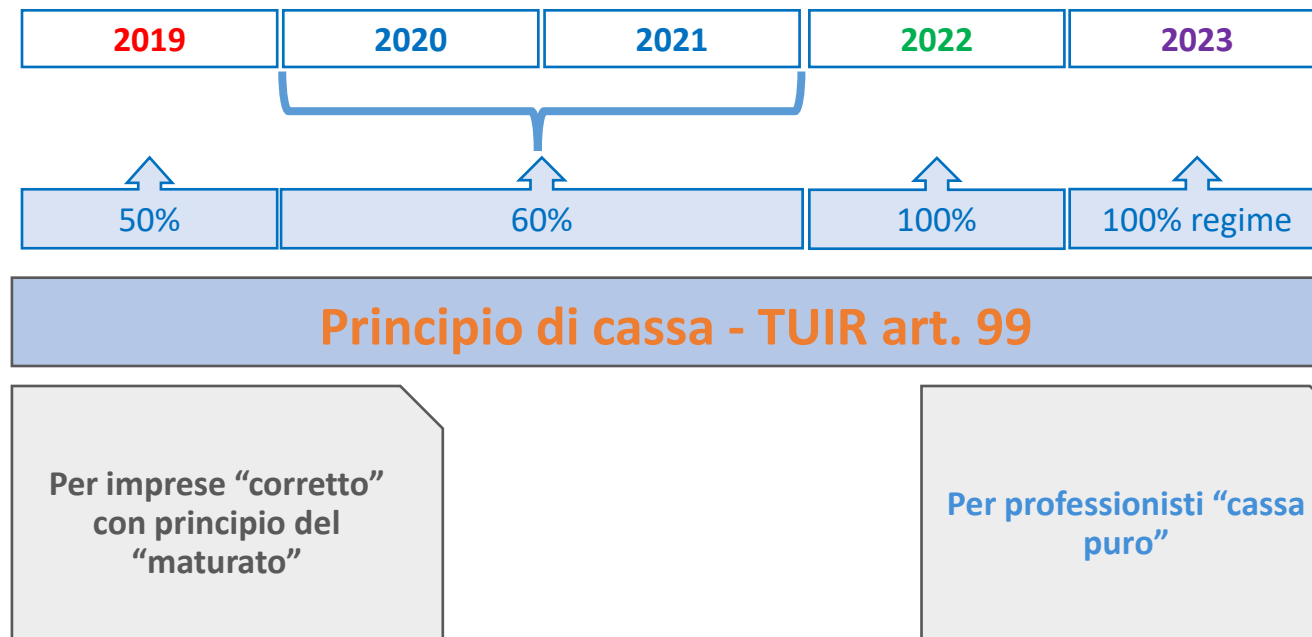 2019 2020 2021 2022 2023
50% 60% 100% 100% regime
Principio di cassa - TUIR art. 99
Per imprese “corretto”
con principio del
“maturato”
Per professionisti “cassa
puro”